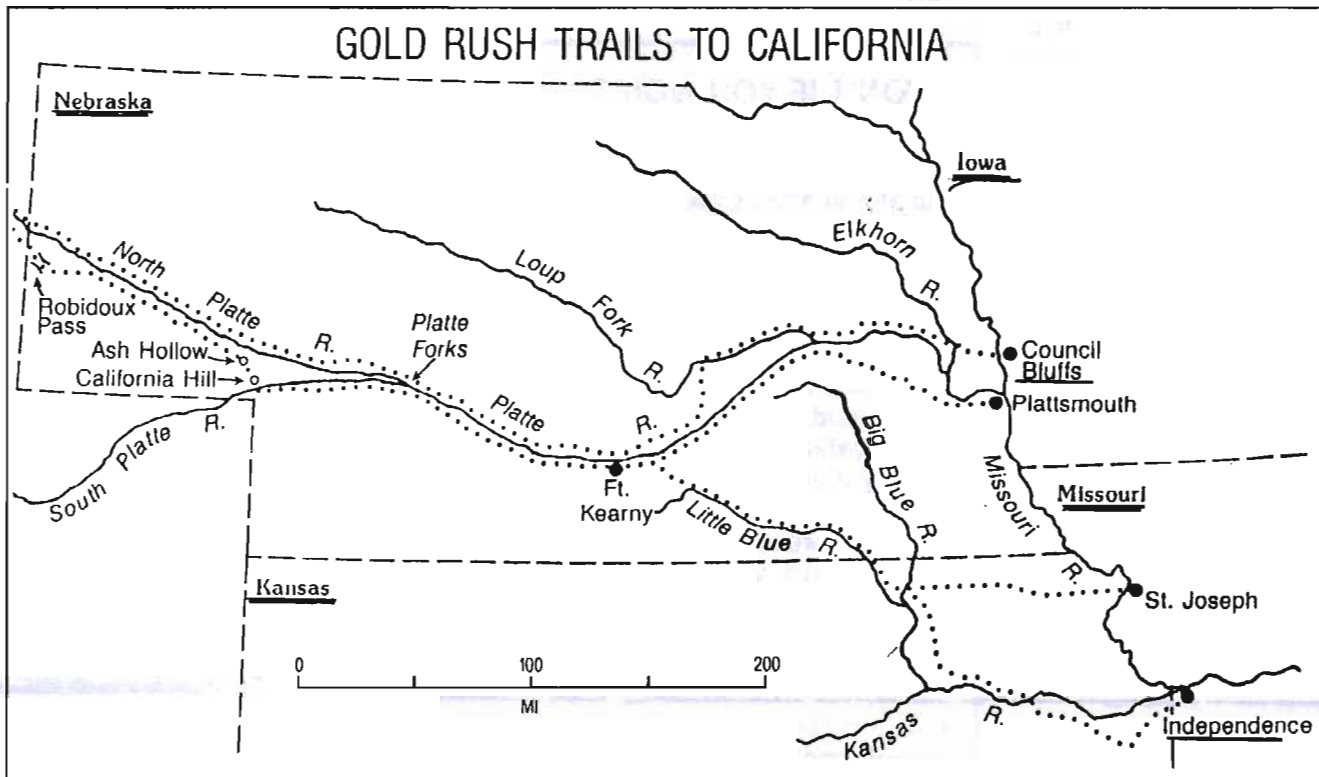 GOLD RUSH TRAILS TO CALIFORNIA
Nebraska
Iowa
Elkhorn
R.
North
Platte
R.
Loup
Fork
R.
Platte
Forks
Robidoux
Pass
Ash Hollow
California Hill
Council
Bluffs
Plattsmouth
Platte
R.
South Platte R.
Big
Blue
R.
Missouri
R.
Missouri
Ft.
Kearny
Little Blue R.
Kansas
St. Joseph
0 100 200
MI
Kansas R.
Independence